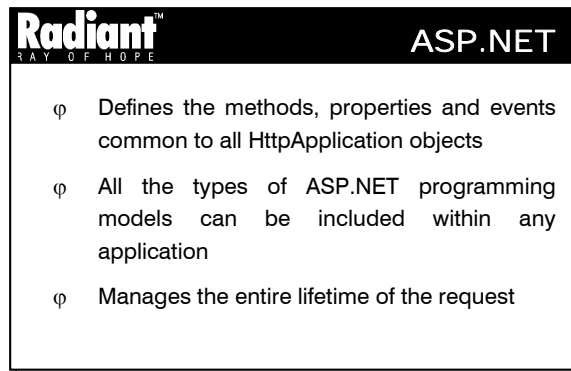 Radiant™
RAY OF HOPE
ASP.NET
φ Defines the methods, properties and events
common to all HttpApplication objects
φ All the types of ASP.NET programming
models can be included within any
application
φ Manages the entire lifetime of the request